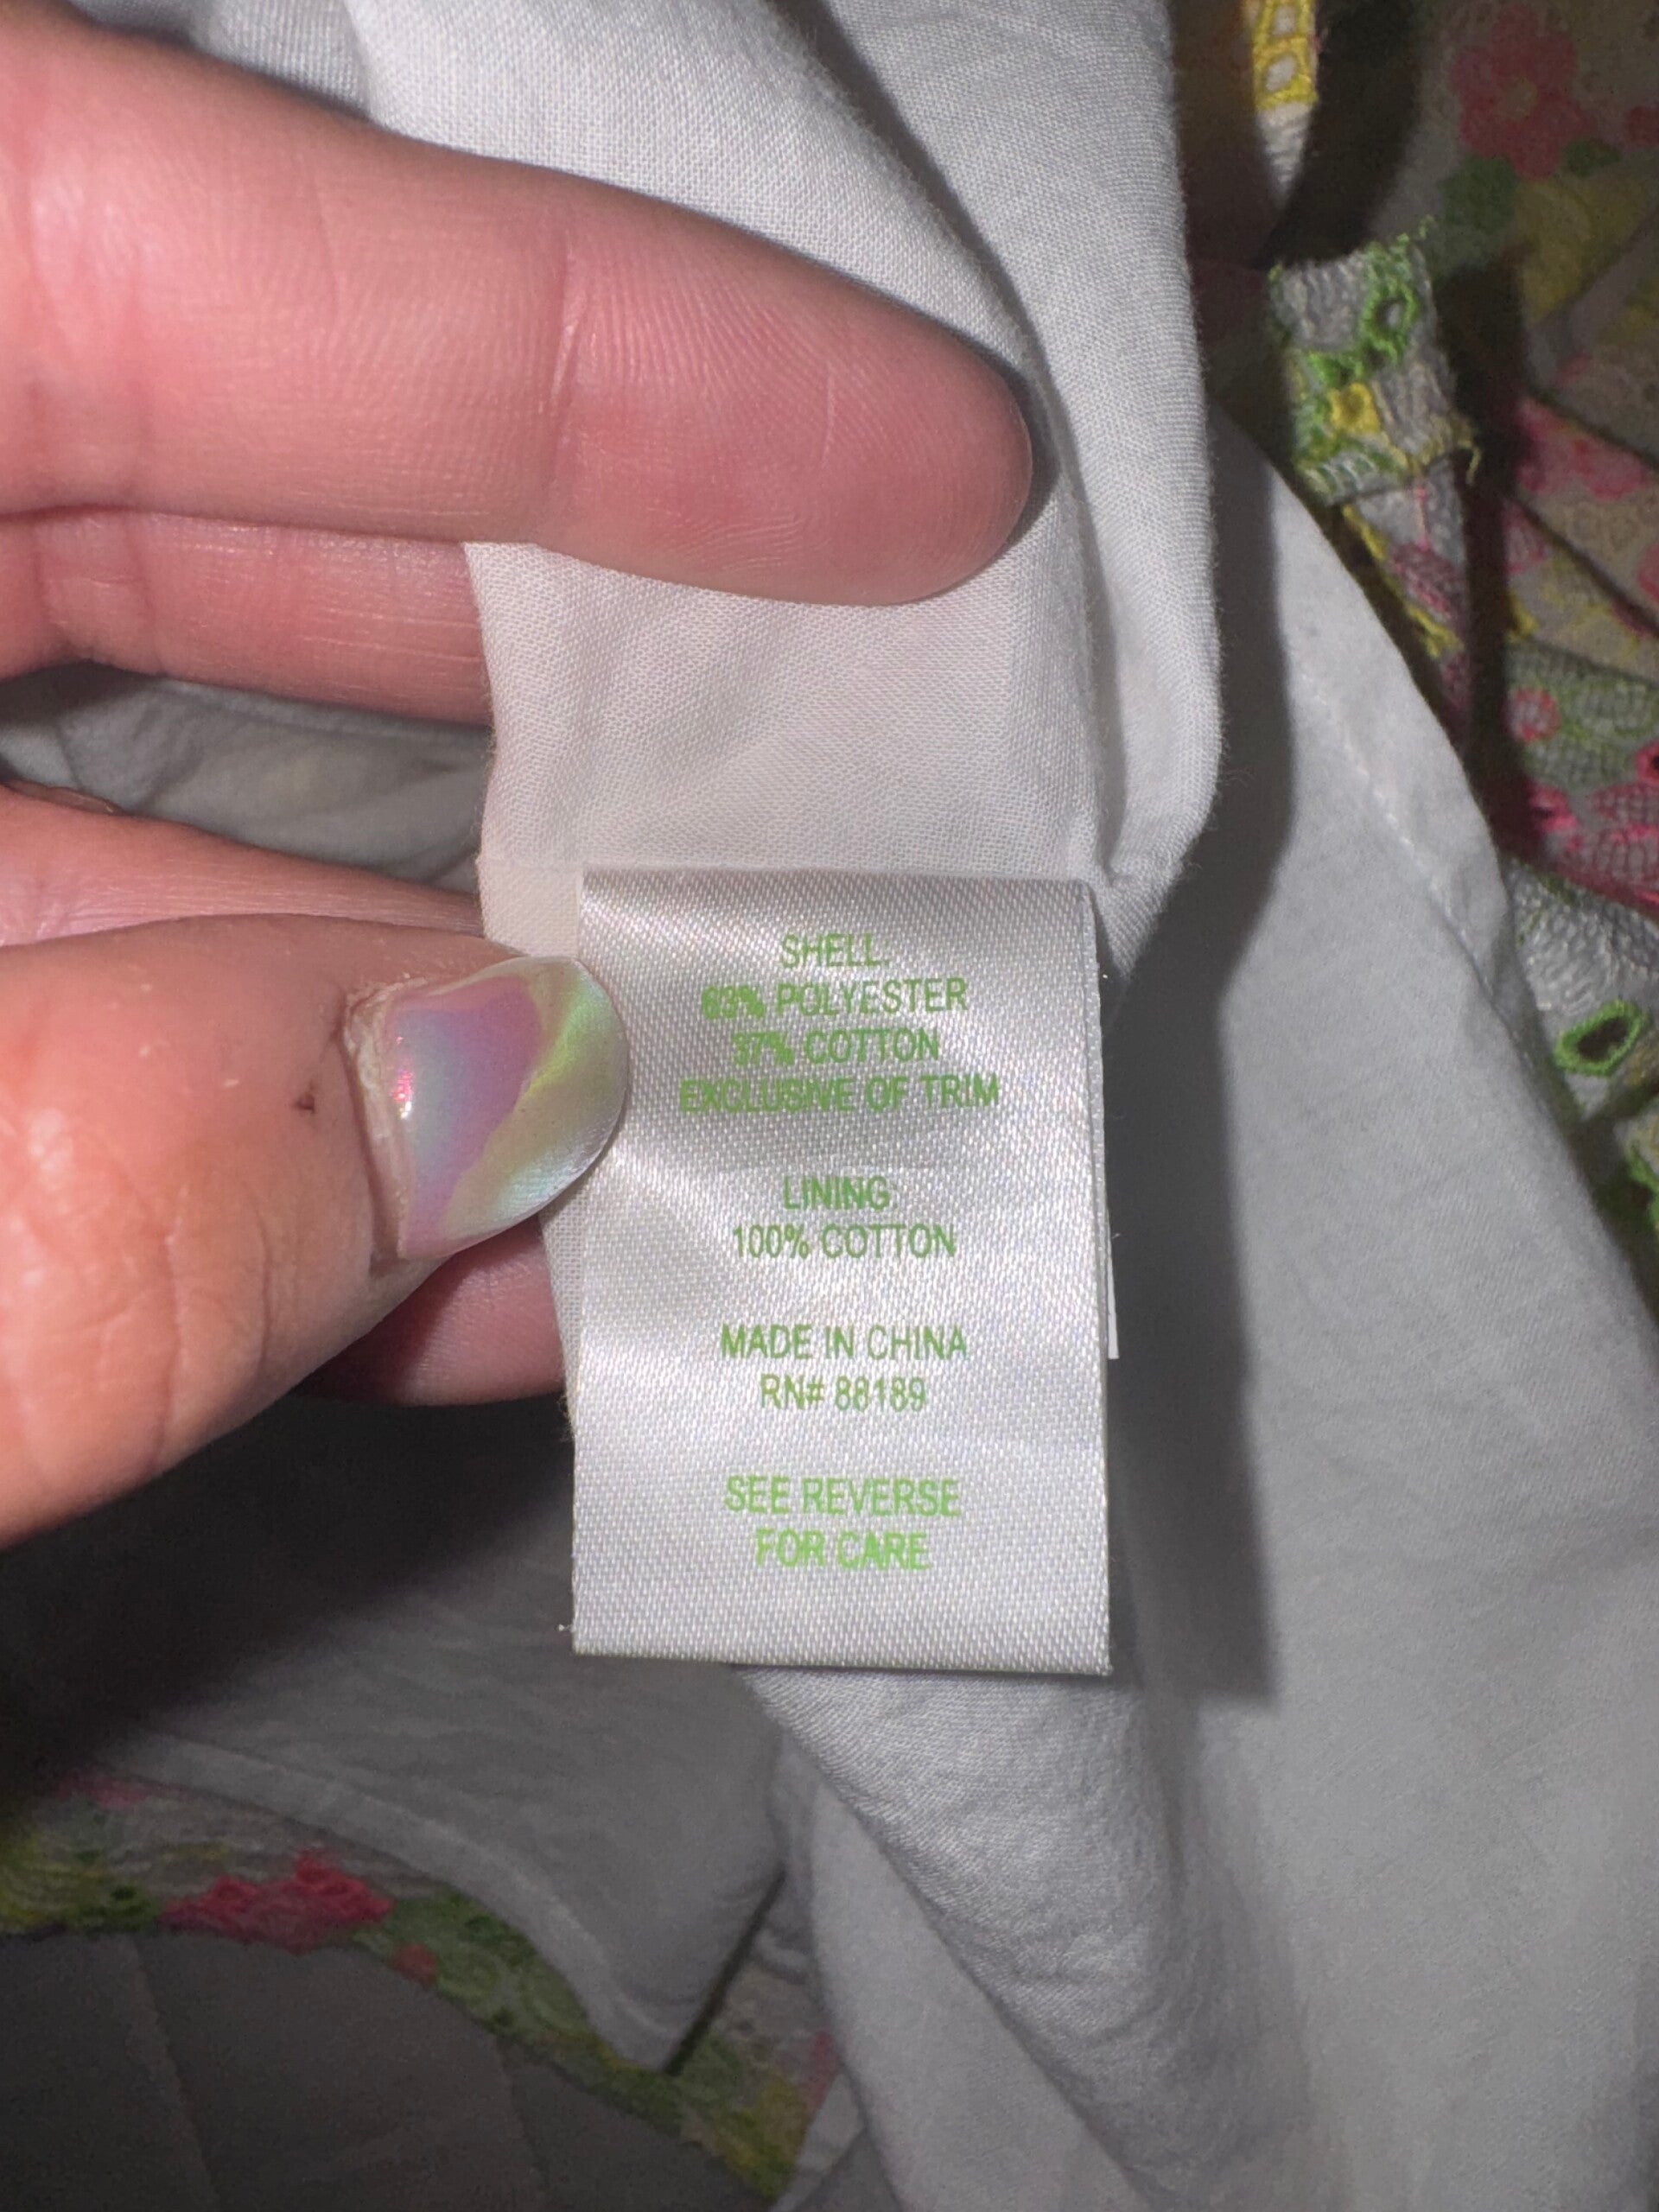 SHELL:
63% POLYESTER
37% COTTON
EXCLUSIVE OF TRIM
LINING:
100% COTTON
MADE IN CHINA
RN# 88189
SEE REVERSE
FOR CARE